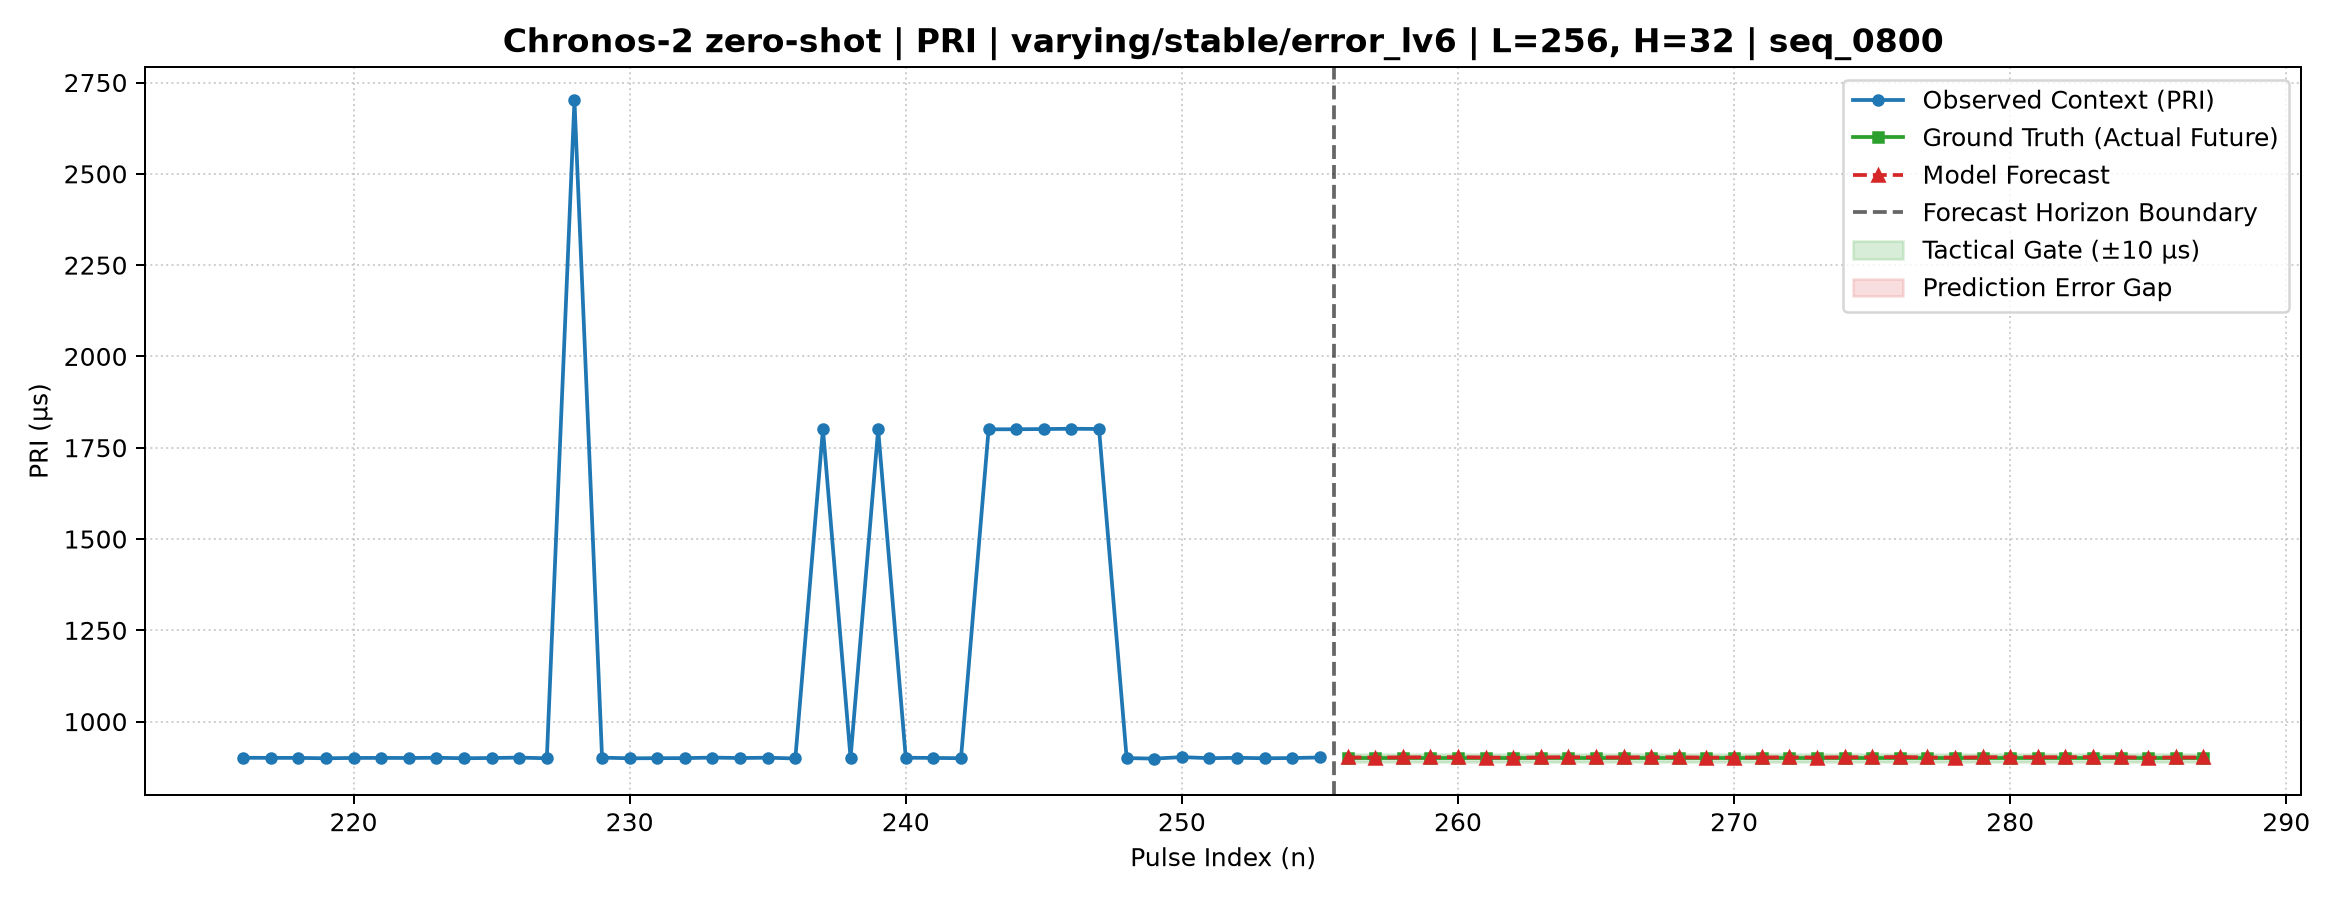 Chronos-2 zero-shot | PRI | varying/stable/error_lv6 | L=256, H=32 | seq_0800
PRI (µs)
2750
2500
2250
2000
1750
1500
1250
1000
Observed Context (PRI)
Ground Truth (Actual Future)
Model Forecast
Forecast Horizon Boundary
Tactical Gate (±10 µs)
Prediction Error Gap
220 230 240 250 260 270 280 290
Pulse Index (n)